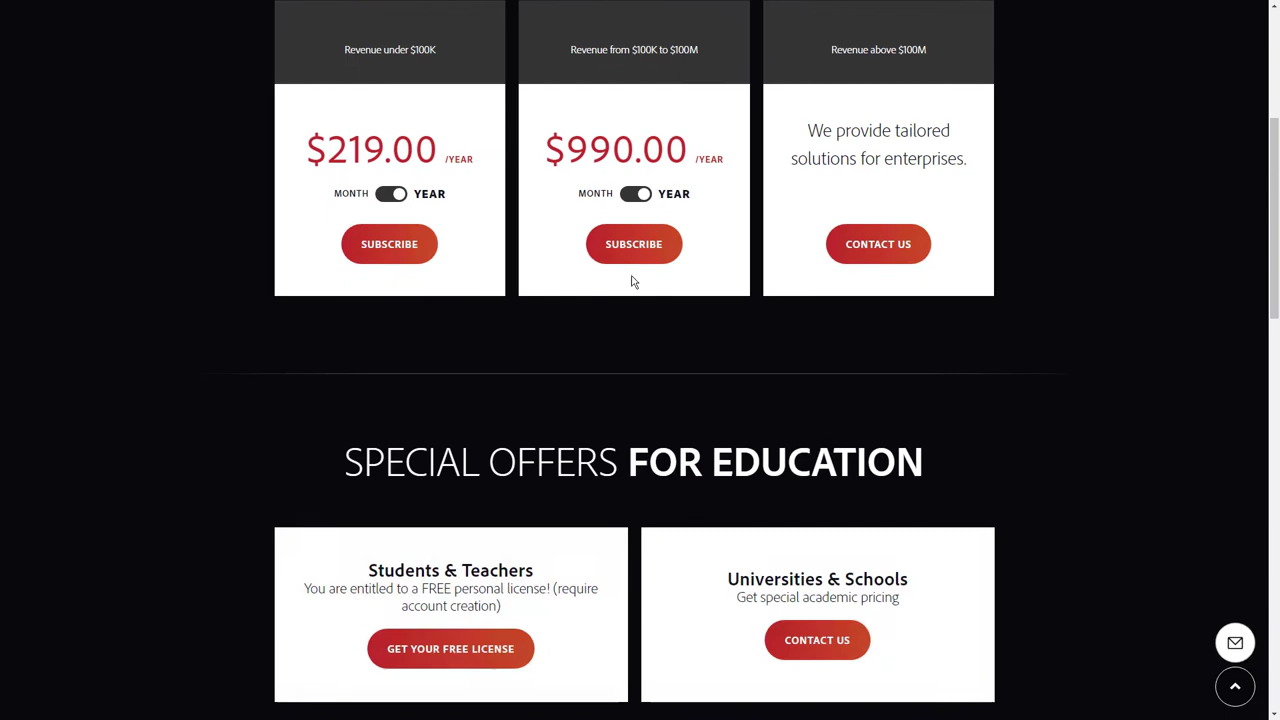 Revenue under $100K
Revenue from $100K to $100M
Revenue above $100M
$219.00 /YEAR
MONTH YEAR
SUBSCRIBE
$990.00 /YEAR
MONTH YEAR
SUBSCRIBE
We provide tailored
solutions for enterprises.
CONTACT US
SPECIAL OFFERS FOR EDUCATION
Students & Teachers
You are entitled to a FREE personal license! (require
account creation)
GET YOUR FREE LICENSE
Universities & Schools
Get special academic pricing
CONTACT US